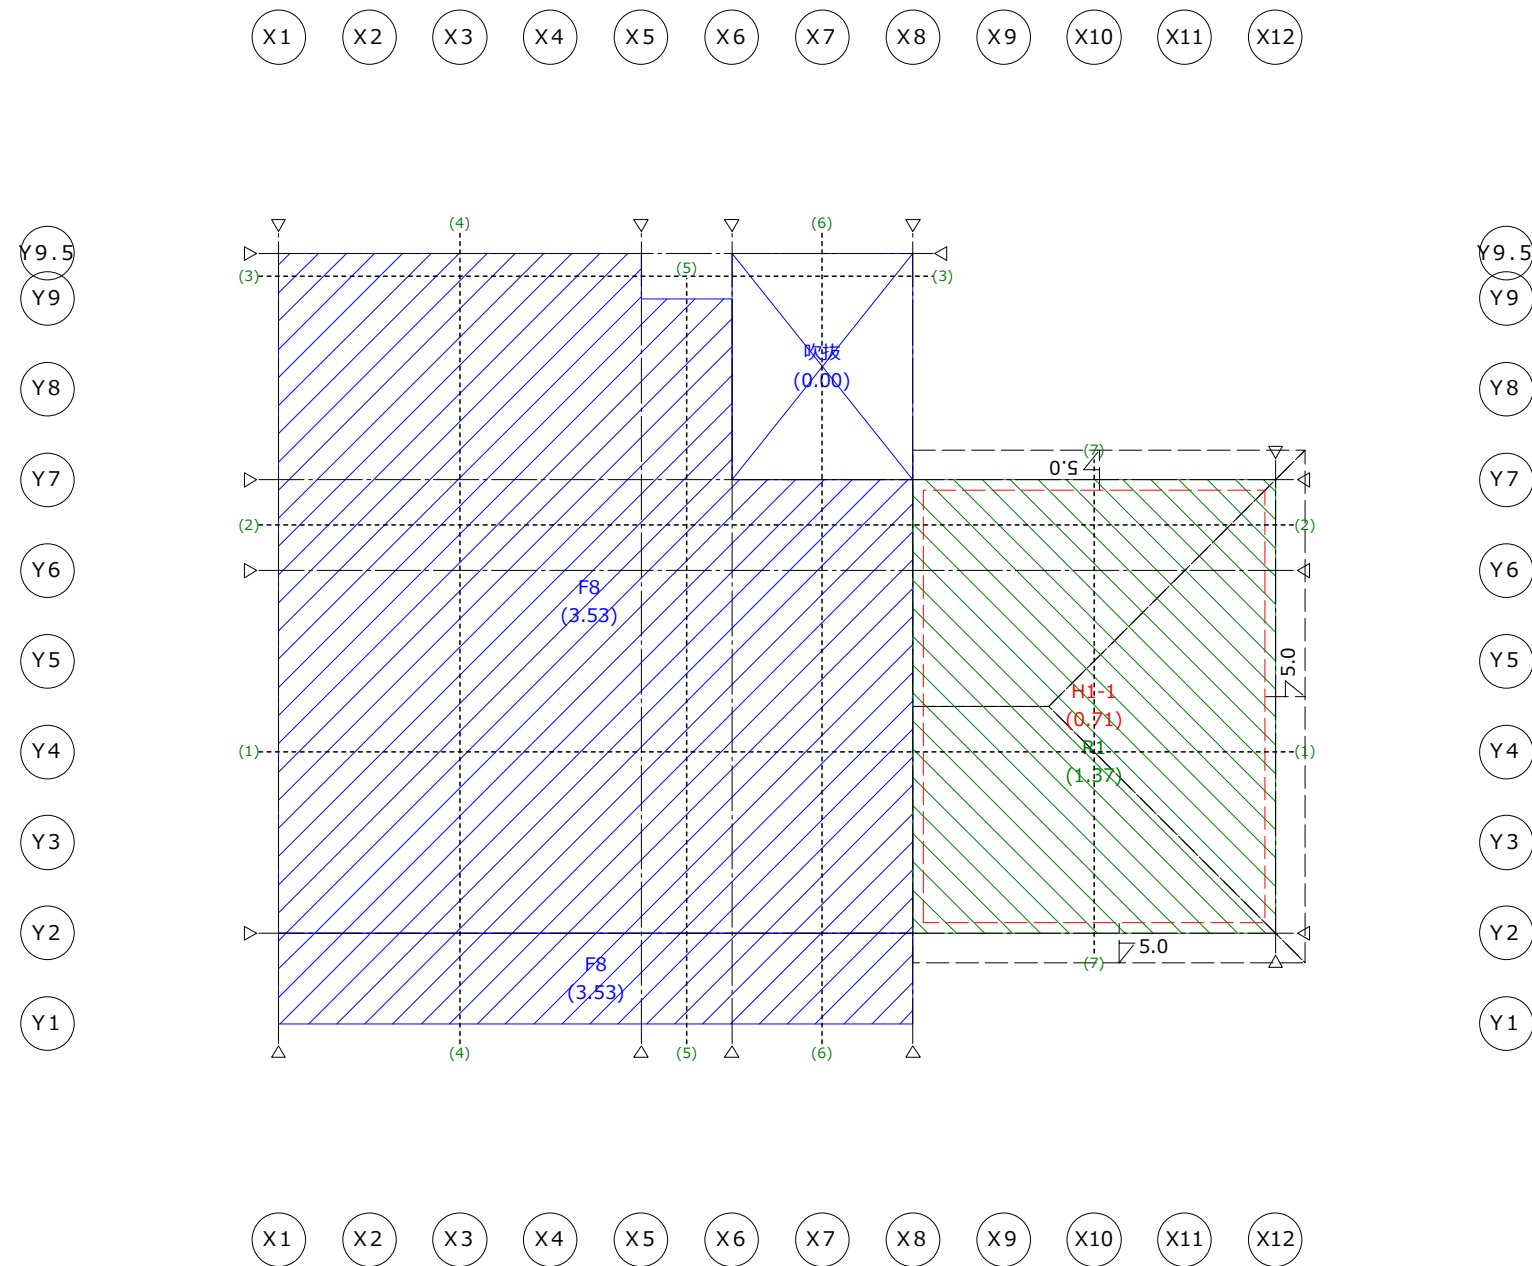 X1 X2 X3 X4 X5 X6 X7 X8 X9 X10 X11 X12
(4) (6)
Y9.5 Y9.5
(5)
(3) (3)
Y9 Y9
吹抜
(0.00)
Y8 Y8
(7)
5.0
Y7 Y7
(2) (2)
Y6 Y6
F8
(3.53)
Y5 5.0 Y5
H1-1
(0.71)
R1
(1) (1)
Y4 Y4
(1.37)
Y3 Y3
Y2 Y2
5.0
F8 (7)
(3.53)
Y1 Y1
(4) (5) (6)
X1 X2 X3 X4 X5 X6 X7 X8 X9 X10 X11 X12